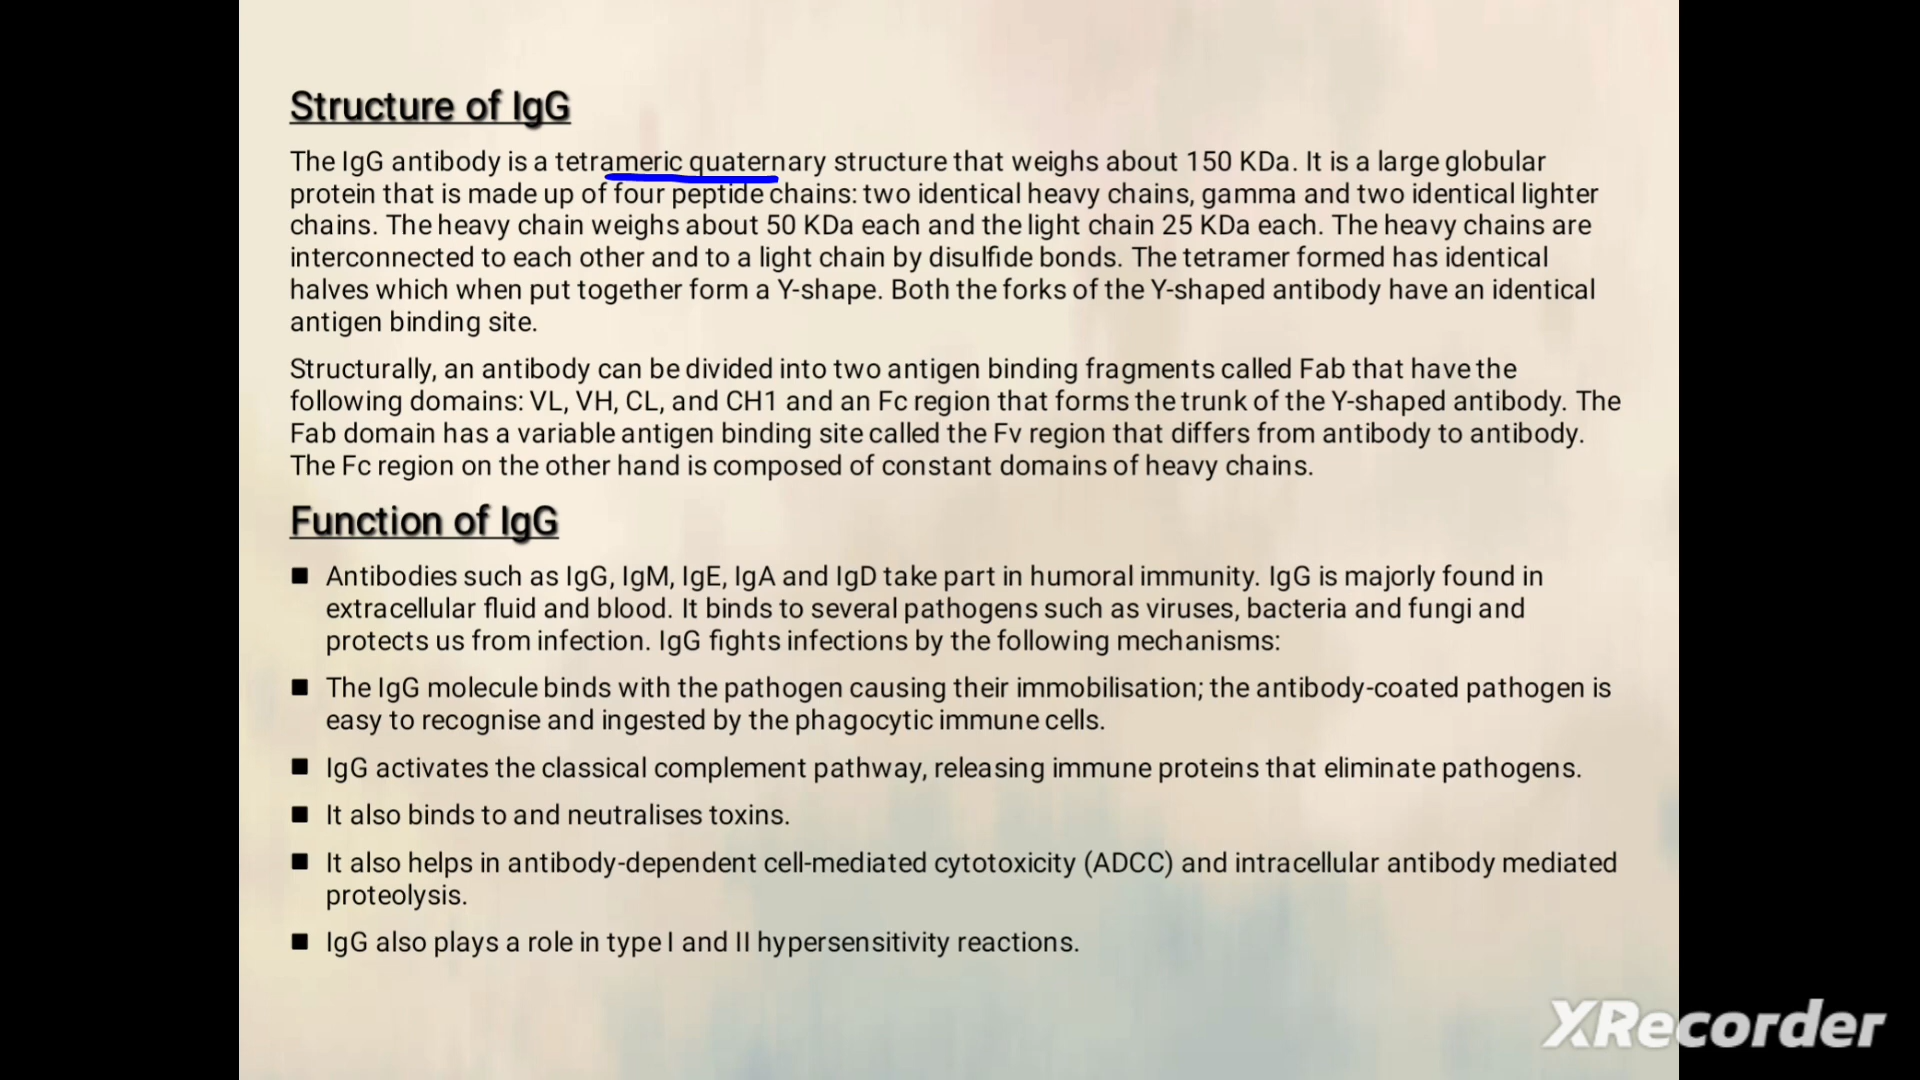 Structure of IgG
The IgG antibody is a tetrameric quaternary structure that weighs about 150 KDa. It is a large globular
protein that is made up of four peptide chains: two identical heavy chains, gamma and two identical lighter
chains. The heavy chain weighs about 50 KDa each and the light chain 25 KDa each. The heavy chains are
interconnected to each other and to a light chain by disulfide bonds. The tetramer formed has identical
halves which when put together form a Y-shape. Both the forks of the Y-shaped antibody have an identical
antigen binding site.
Structurally, an antibody can be divided into two antigen binding fragments called Fab that have the
following domains: VL, VH, CL, and CH1 and an Fc region that forms the trunk of the Y-shaped antibody. The
Fab domain has a variable antigen binding site called the Fv region that differs from antibody to antibody.
The Fc region on the other hand is composed of constant domains of heavy chains.
Function of IgG
■ Antibodies such as IgG, IgM, IgE, IgA and IgD take part in humoral immunity. IgG is majorly found in
extracellular fluid and blood. It binds to several pathogens such as viruses, bacteria and fungi and
protects us from infection. IgG fights infections by the following mechanisms:
■ The IgG molecule binds with the pathogen causing their immobilisation; the antibody-coated pathogen is
easy to recognise and ingested by the phagocytic immune cells.
■ IgG activates the classical complement pathway, releasing immune proteins that eliminate pathogens.
■ It also binds to and neutralises toxins.
■ It also helps in antibody-dependent cell-mediated cytotoxicity (ADCC) and intracellular antibody mediated
proteolysis.
■ IgG also plays a role in type I and II hypersensitivity reactions.
XRecorder